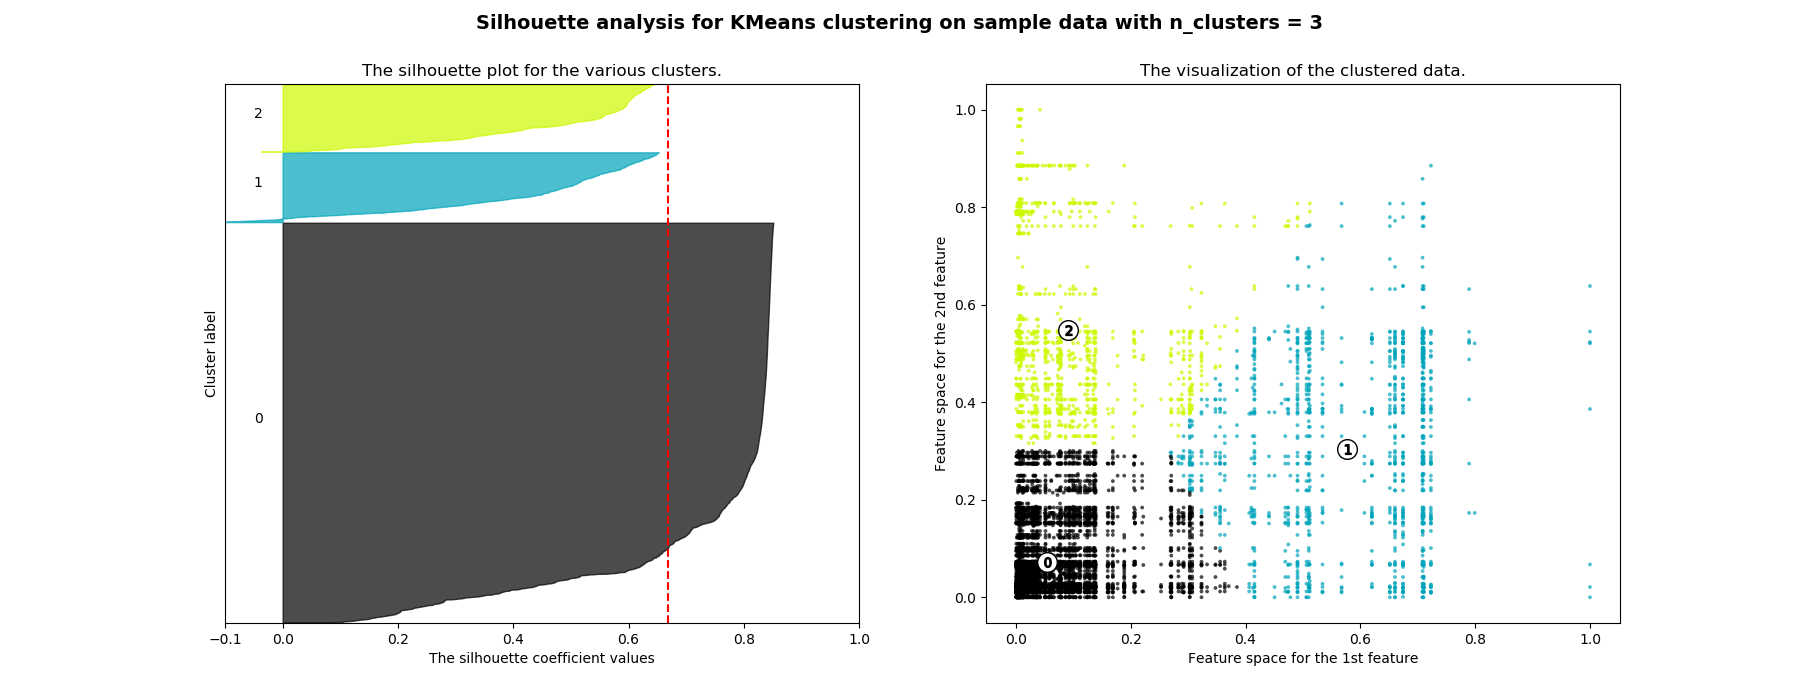 Silhouette analysis for KMeans clustering on sample data with n_clusters = 3
The silhouette plot for the various clusters.
2
1
0
Cluster label
−0.1 0.0 0.2 0.4 0.6 0.8 1.0
The silhouette coefficient values
The visualization of the clustered data.
1.0
0.8
0.6
0.4
0.2
0.0
Feature space for the 2nd feature
2
1
0
0.0 0.2 0.4 0.6 0.8 1.0
Feature space for the 1st feature